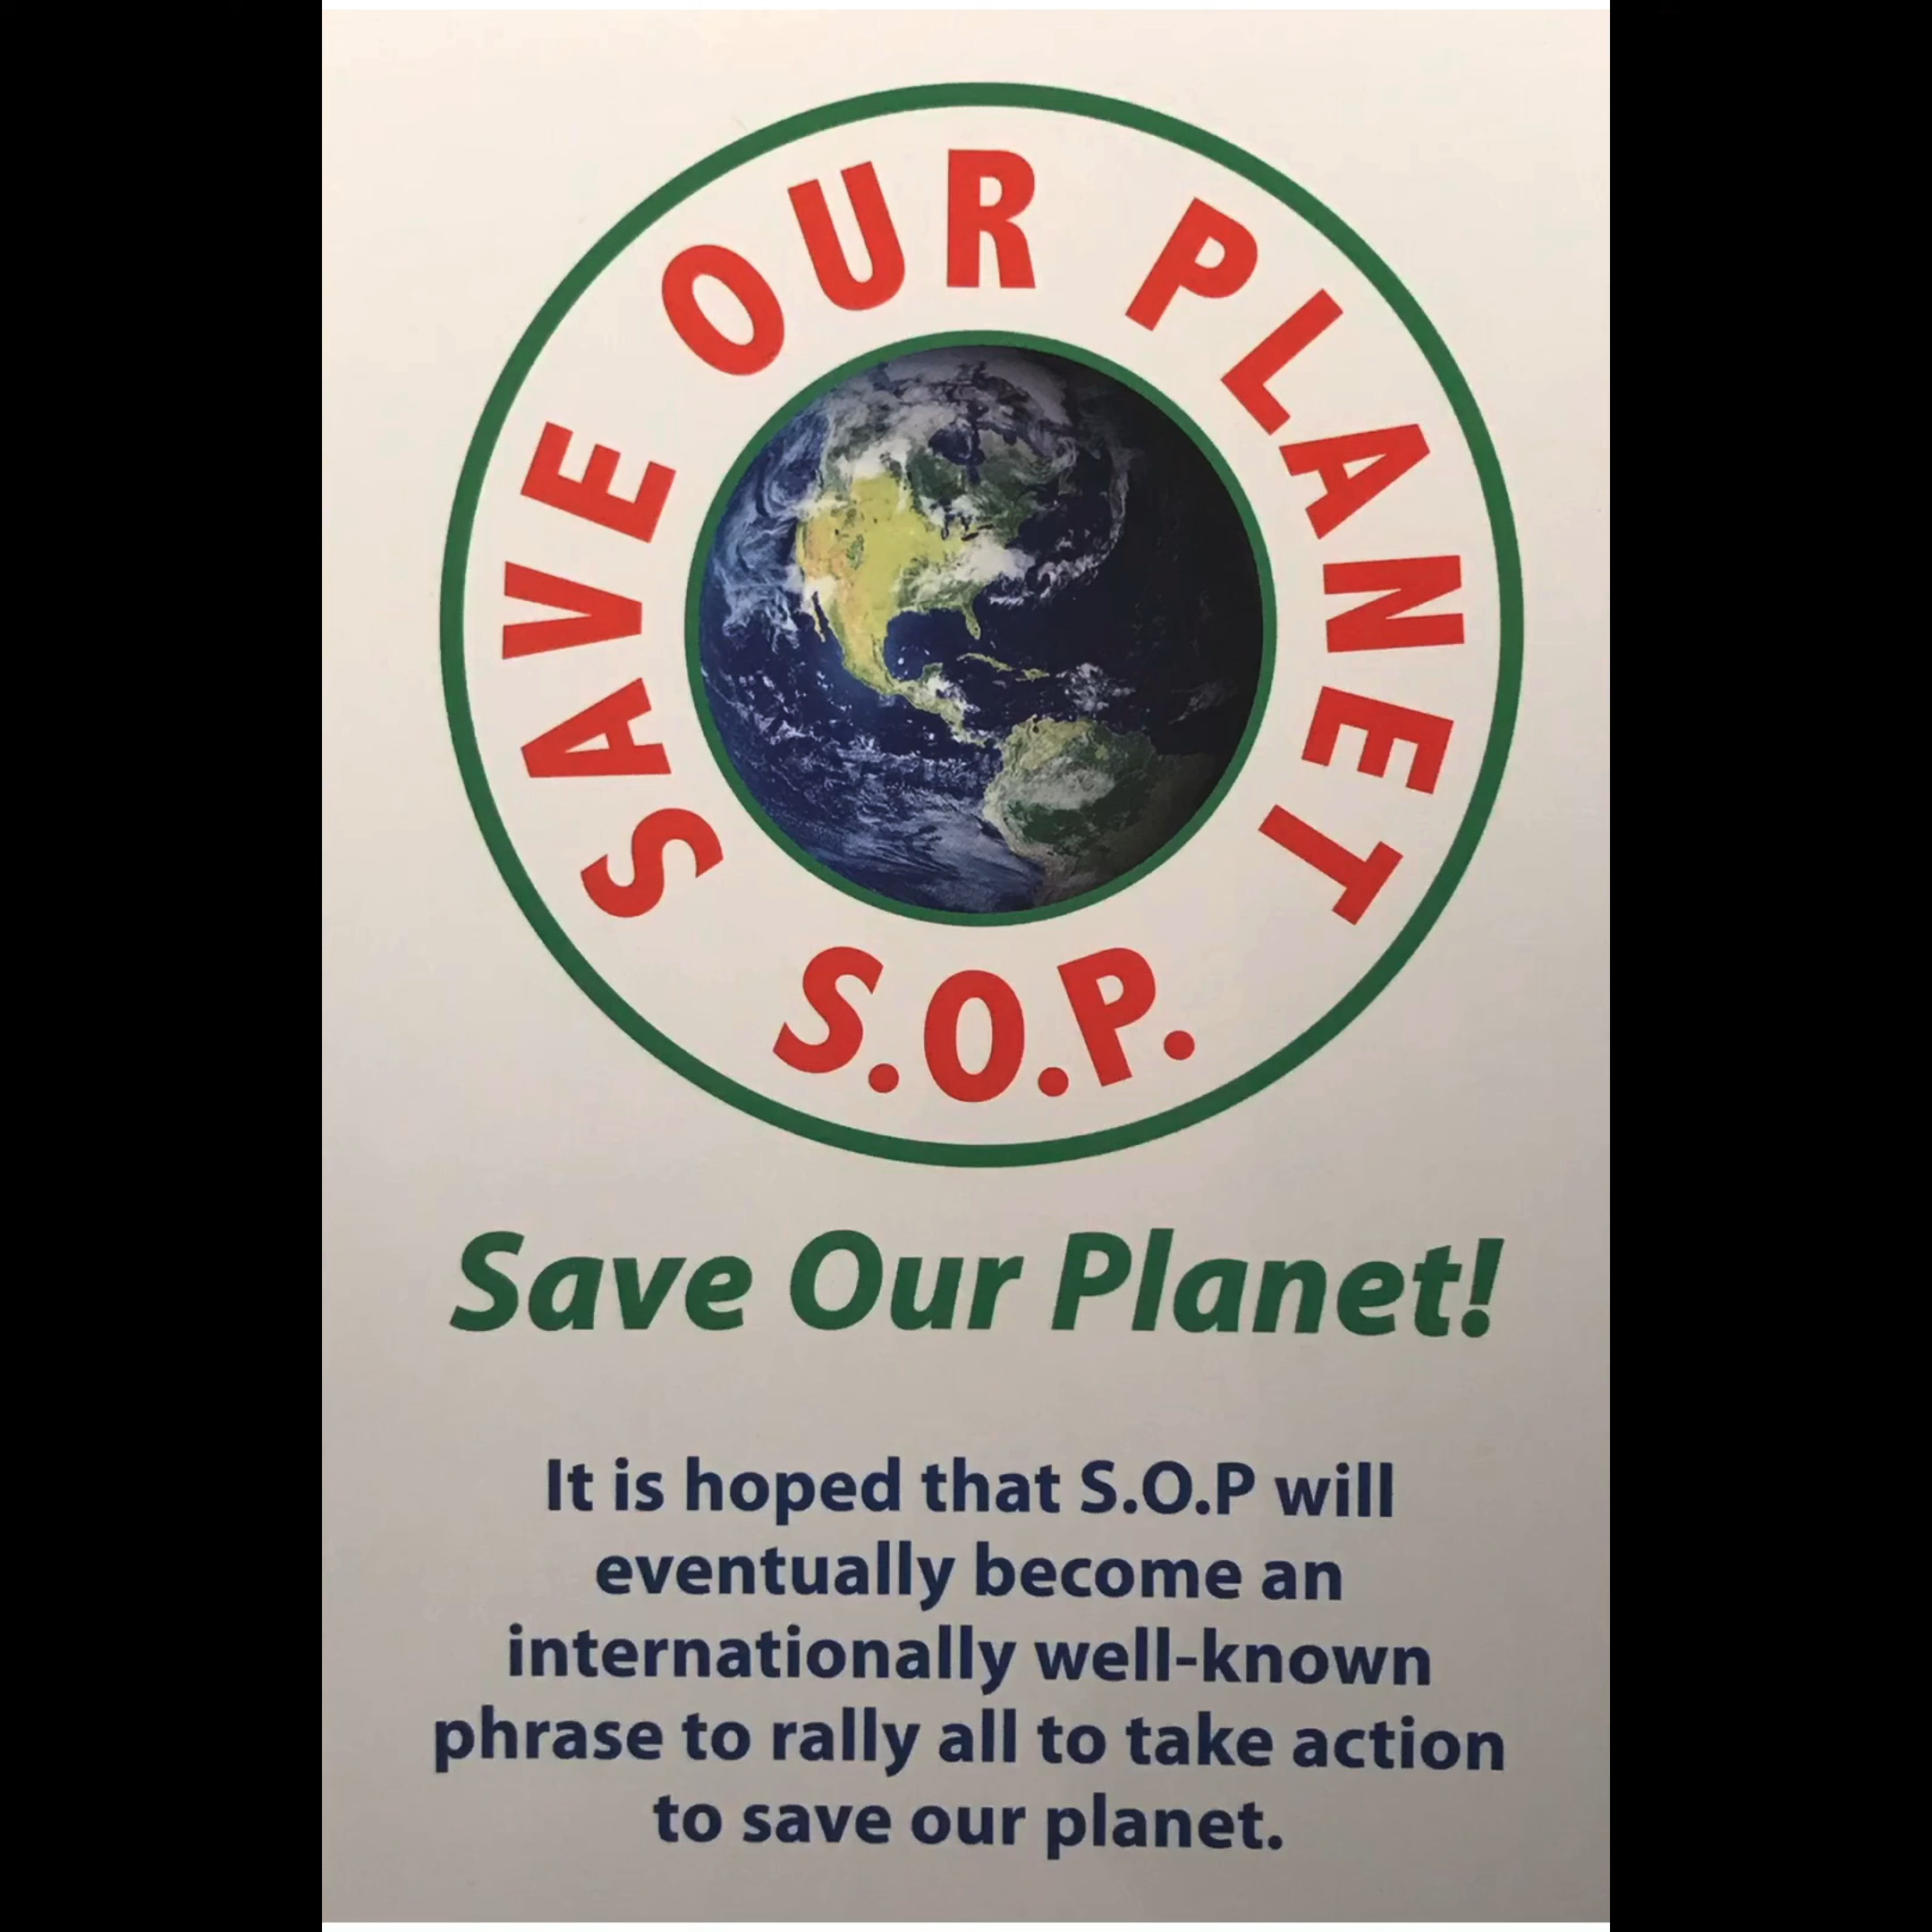 SAVE OUR PLANET
S.O.P.
Save Our Planet!
It is hoped that S.O.P will
eventually become an
internationally well-known
phrase to rally all to take action
to save our planet.